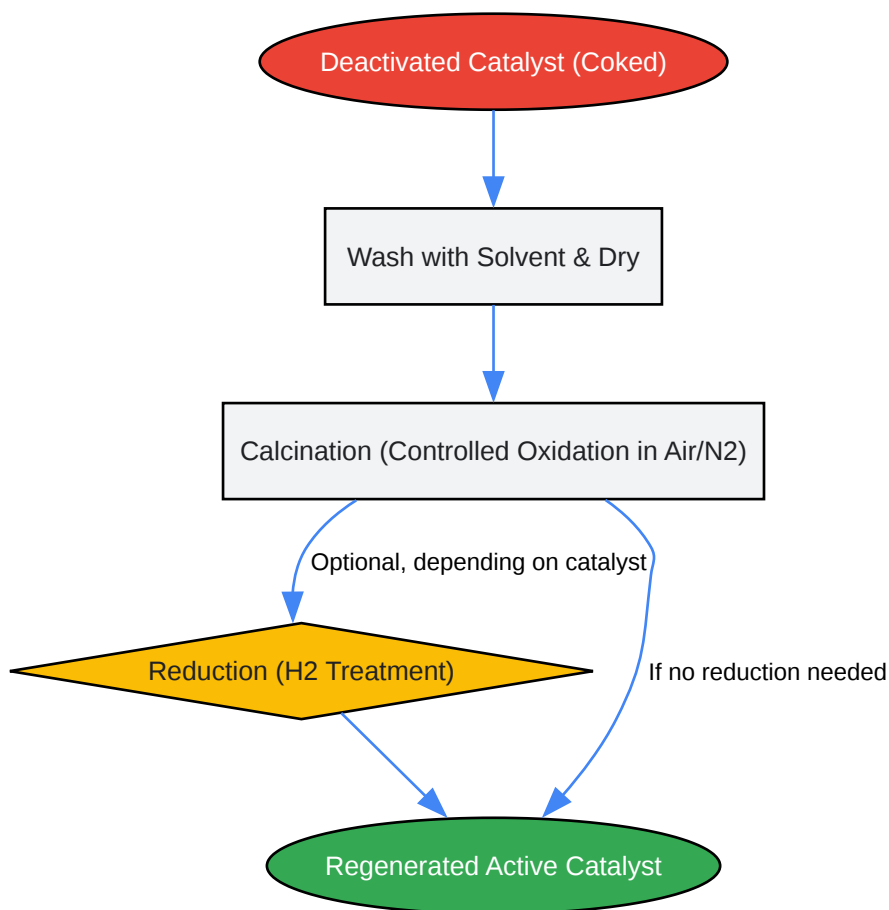 Deactivated Catalyst (Coked)
Wash with Solvent & Dry
Calcination (Controlled Oxidation in Air/N2)
Optional, depending on catalyst
Reduction (H2 Treatment)
If no reduction needed
Regenerated Active Catalyst